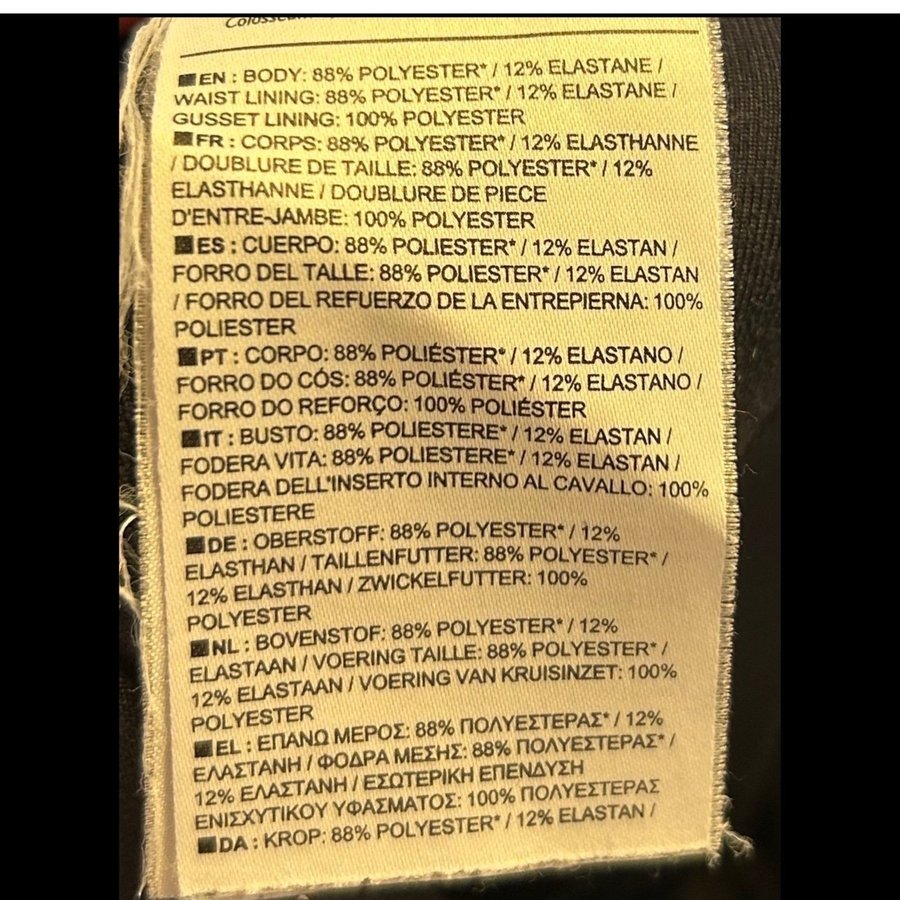 EN : BODY: 88% POLYESTER* / 12% ELASTANE /
WAIST LINING: 88% POLYESTER* / 12% ELASTANE /
GUSSET LINING: 100% POLYESTER
FR : CORPS: 88% POLYESTER* / 12% ELASTHANNE
/ DOUBLURE DE TAILLE: 88% POLYESTER* / 12%
ELASTHANNE / DOUBLURE DE PIECE
D'ENTRE-JAMBE: 100% POLYESTER
ES : CUERPO: 88% POLIESTER* / 12% ELASTAN /
FORRO DEL TALLE: 88% POLIESTER* / 12% ELASTAN
/ FORRO DEL REFUERZO DE LA ENTREPIERNA: 100%
POLIESTER
PT : CORPO: 88% POLIÉSTER* / 12% ELASTANO /
FORRO DO CÓS: 88% POLIÉSTER* / 12% ELASTANO /
FORRO DO REFORÇO: 100% POLIÉSTER
IT : BUSTO: 88% POLIESTERE* / 12% ELASTAN /
FODERA VITA: 88% POLIESTERE* / 12% ELASTAN /
FODERA DELL'INSERTO INTERNO AL CAVALLO: 100%
POLIESTERE
DE : OBERSTOFF: 88% POLYESTER* / 12%
ELASTHAN / TAILLENFUTTER: 88% POLYESTER* /
12% ELASTHAN / ZWICKELFUTTER: 100%
POLYESTER
NL : BOVENSTOF: 88% POLYESTER* / 12%
ELASTAAN / VOERING TAILLE: 88% POLYESTER* /
12% ELASTAAN / VOERING VAN KRUISINZET: 100%
POLYESTER
EL : ΕΠΑΝΩ ΜΕΡΟΣ: 88% ΠΟΛΥΕΣΤΕΡΑΣ* / 12%
ΕΛΑΣΤΑΝΗ / ΦΟΔΡΑ ΜΕΣΗΣ: 88% ΠΟΛΥΕΣΤΕΡΑΣ* /
12% ΕΛΑΣΤΑΝΗ / ΕΣΩΤΕΡΙΚΗ ΕΠΕΝΔΥΣΗ
ΕΝΙΣΧΥΤΙΚΟΥ ΥΦΑΣΜΑΤΟΣ: 100% ΠΟΛΥΕΣΤΕΡΑΣ
DA : KROP: 88% POLYESTER* / 12% ELASTAN /